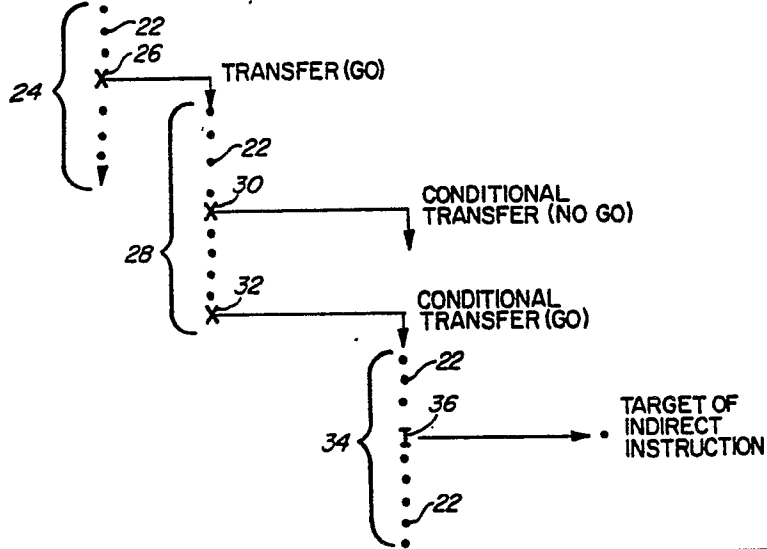 22
26
24
TRANSFER (GO)
22
30
CONDITIONAL
TRANSFER (NO GO)
28
32
CONDITIONAL
TRANSFER (GO)
22
36
TARGET OF
INDIRECT
INSTRUCTION
34
22